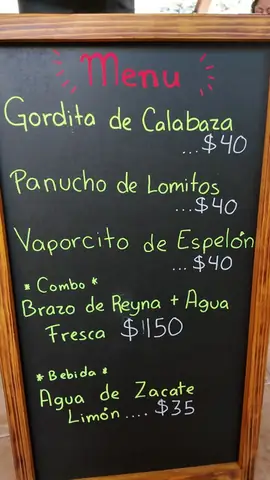 Menu
Gordita de Calabaza
...$40
Panucho de Lomitos
...$40
Vaporcito de Espelón
...$40
* Combo *
Brazo de Reyna + Agua
Fresca $150
* Bebida *
Agua de Zacate
Limón .... $35